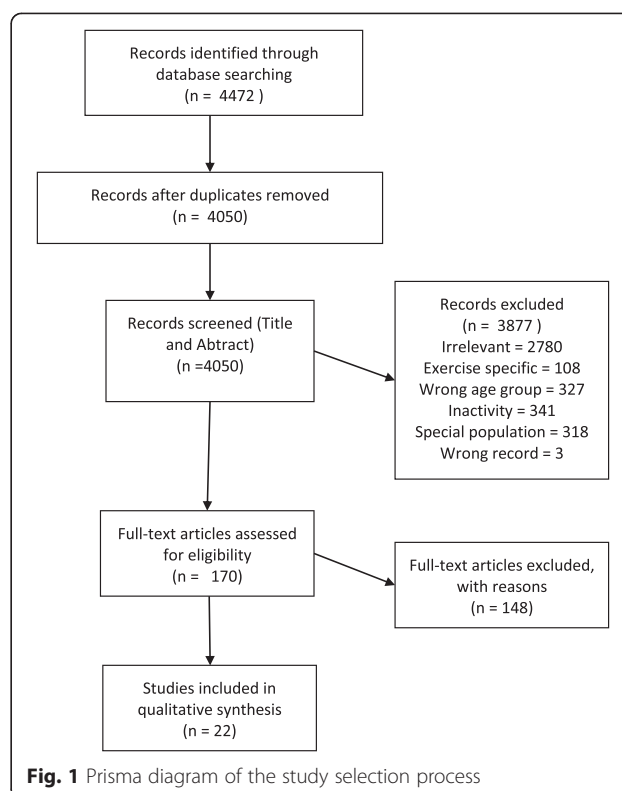 Records identified through
database searching
(n = 4472 )
Records after duplicates removed
(n = 4050)
Records screened (Title
and Abtract)
(n =4050)
Records excluded
(n = 3877 )
Irrelevant = 2780
Exercise specific = 108
Wrong age group = 327
Inactivity = 341
Special population = 318
Wrong record = 3
Full-text articles assessed
for eligibility
(n = 170)
Full-text articles excluded,
with reasons
(n = 148)
Studies included in
qualitative synthesis
(n = 22)
Fig. 1 Prisma diagram of the study selection process